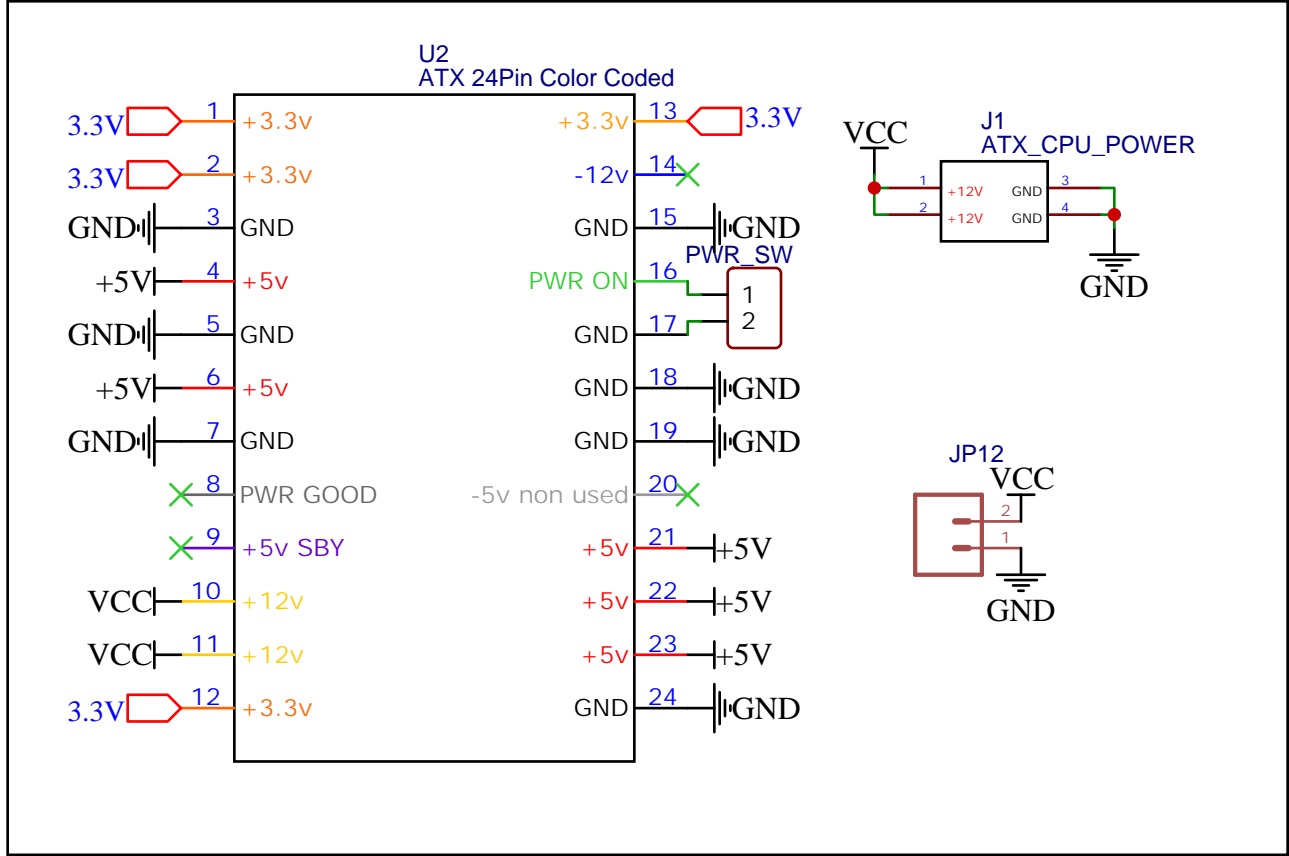 U2
ATX 24Pin Color Coded
3.3V 1 +3.3v +3.3v 13 3.3V
3.3V 2 +3.3v -12v 14
GND 3 GND GND 15 GND
+5V 4 +5v PWR ON 16
GND 5 GND GND 17
+5V 6 +5v GND 18 GND
GND 7 GND GND 19 GND
8 PWR GOOD -5v non used 20
9 +5v SBY +5v 21 +5V
VCC 10 +12v +5v 22 +5V
VCC 11 +12v +5v 23 +5V
3.3V 12 +3.3v GND 24 GND
PWR_SW
1
2
J1
ATX_CPU_POWER
VCC
1 +12V GND 3
2 +12V GND 4
GND
JP12
VCC
2
1
GND